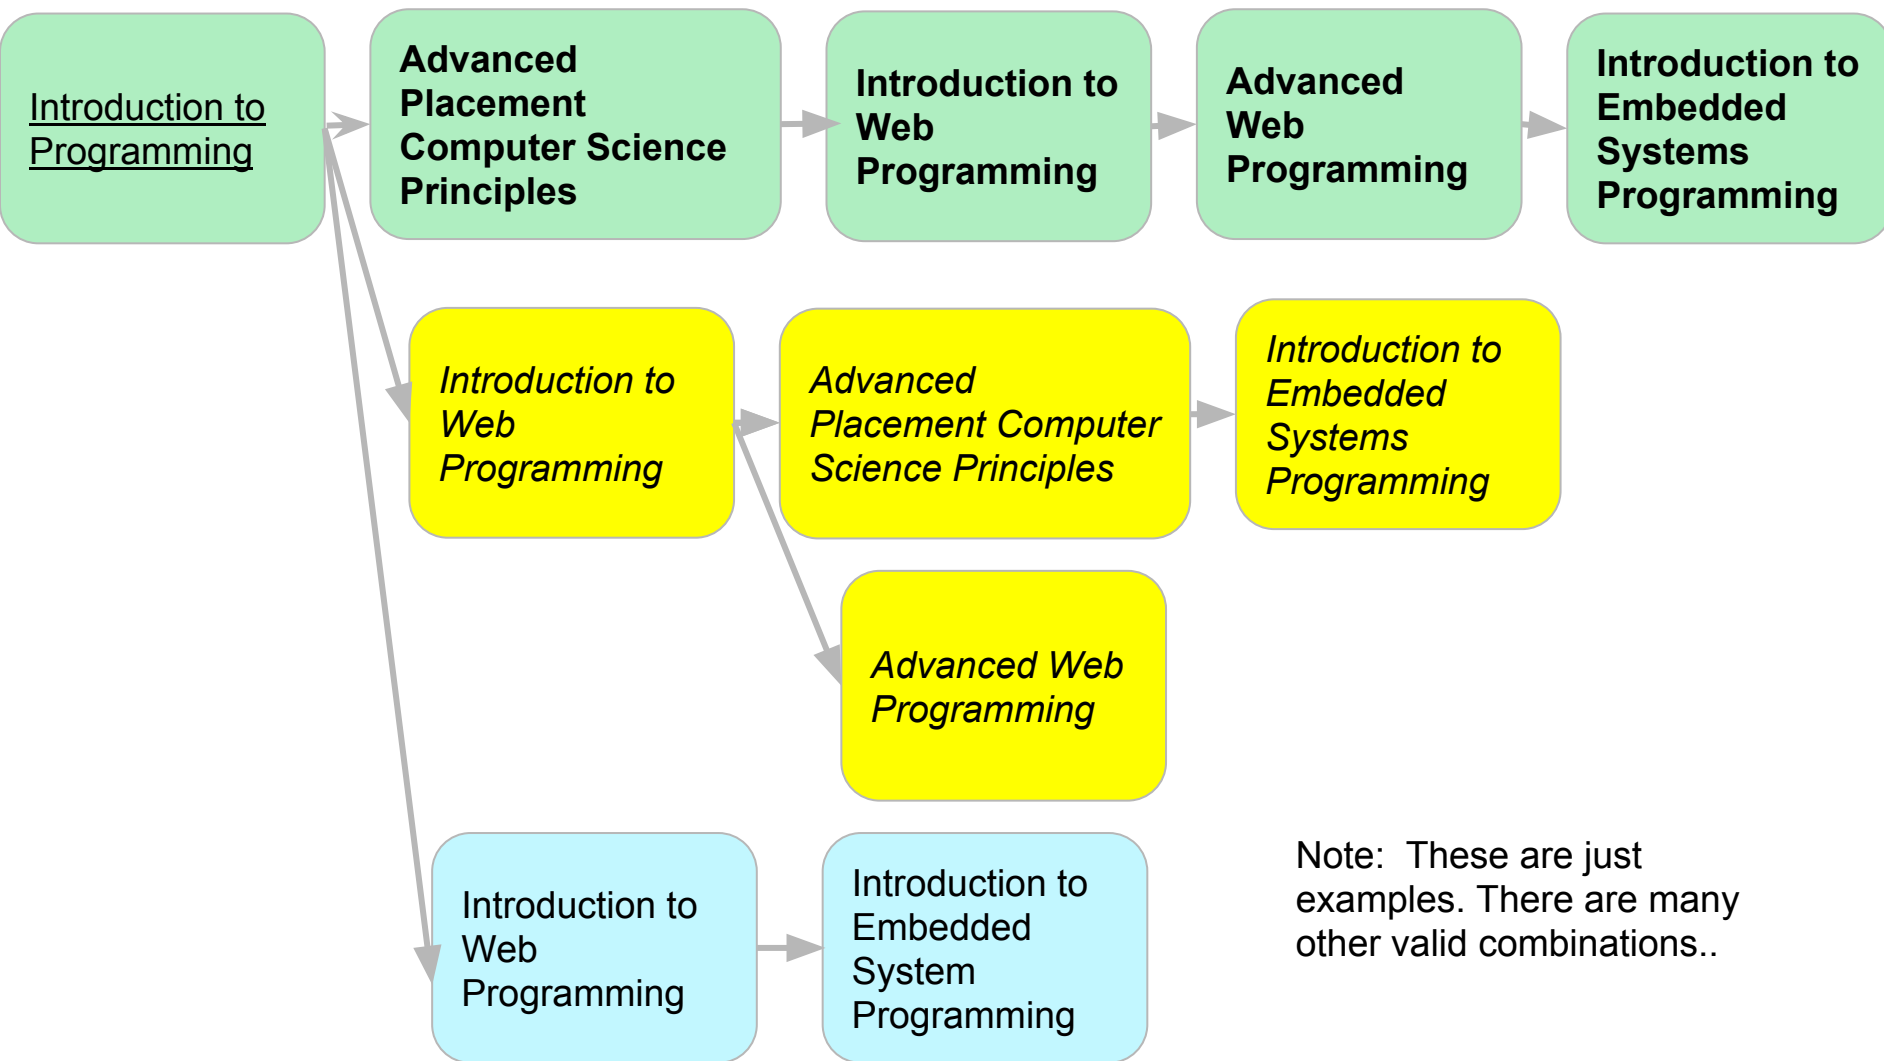 Introduction to
Programming
Advanced
Placement
Computer Science
Principles
Introduction to
Web
Programming
Advanced
Web
Programming
Introduction to
Embedded
Systems
Programming
Introduction to
Web
Programming
Advanced
Placement Computer
Science Principles
Introduction to
Embedded
Systems
Programming
Advanced Web
Programming
Introduction to
Web
Programming
Introduction to
Embedded
System
Programming
Note:  These are just
examples. There are many
other valid combinations..